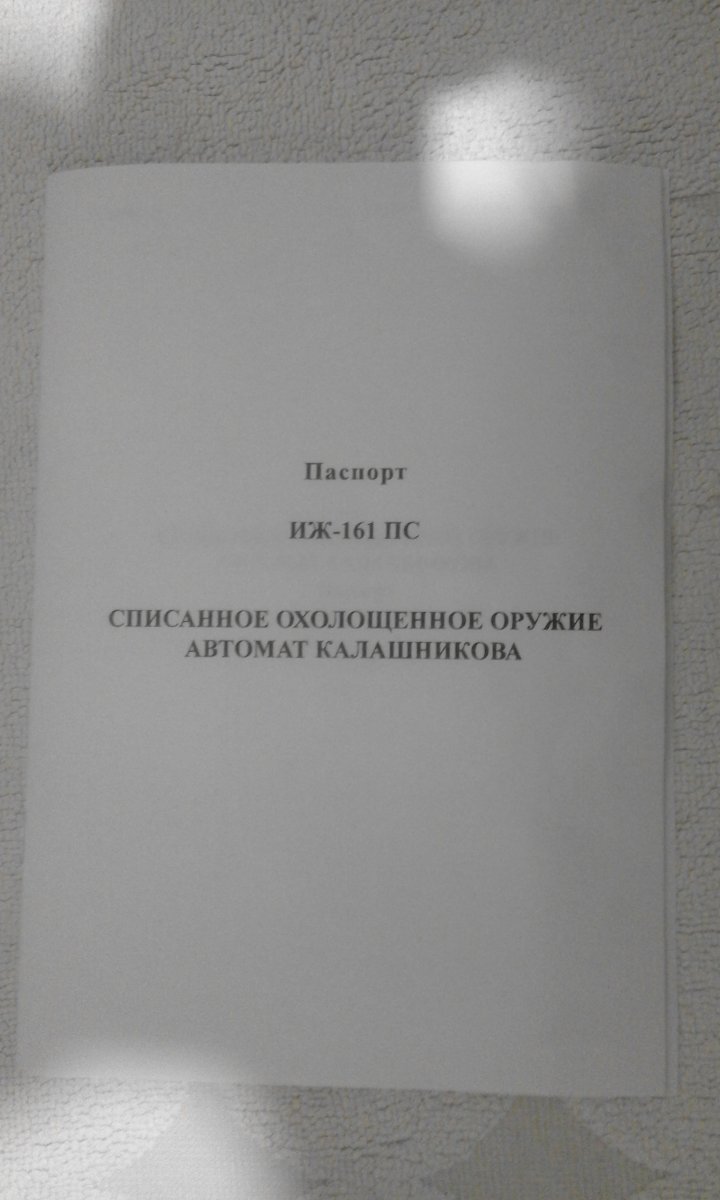 Паспорт
ИЖ-161 ПС
СПИСАННОЕ ОХОЛОЩЕННОЕ ОРУЖИЕ
АВТОМАТ КАЛАШНИКОВА